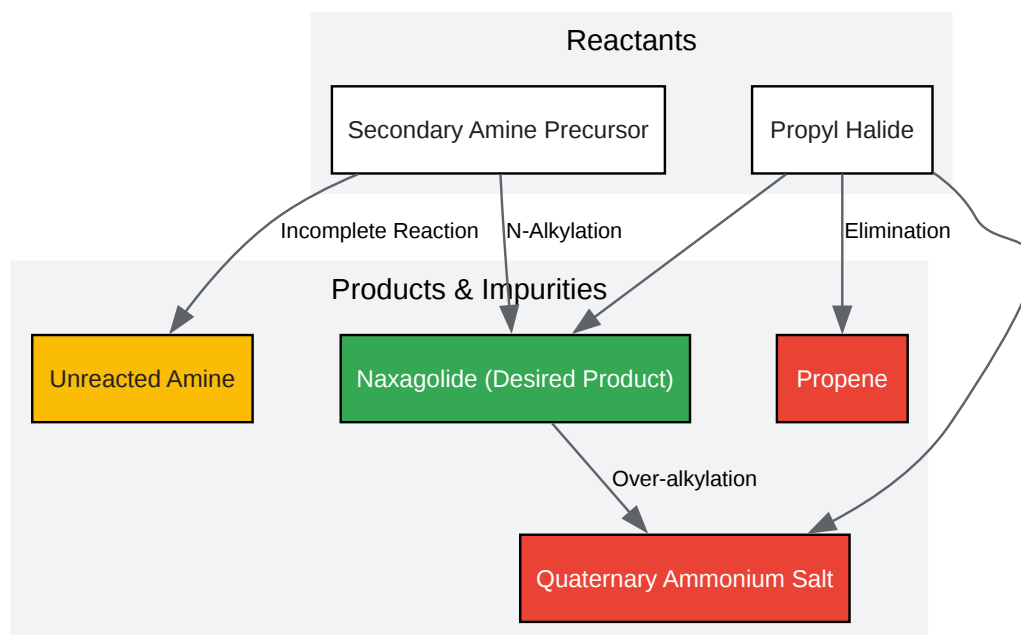 Reactants
Secondary Amine Precursor
Propyl Halide
Incomplete Reaction
N-Alkylation
Elimination
Products & Impurities
Unreacted Amine
Naxagolide (Desired Product)
Propene
Over-alkylation
Quaternary Ammonium Salt